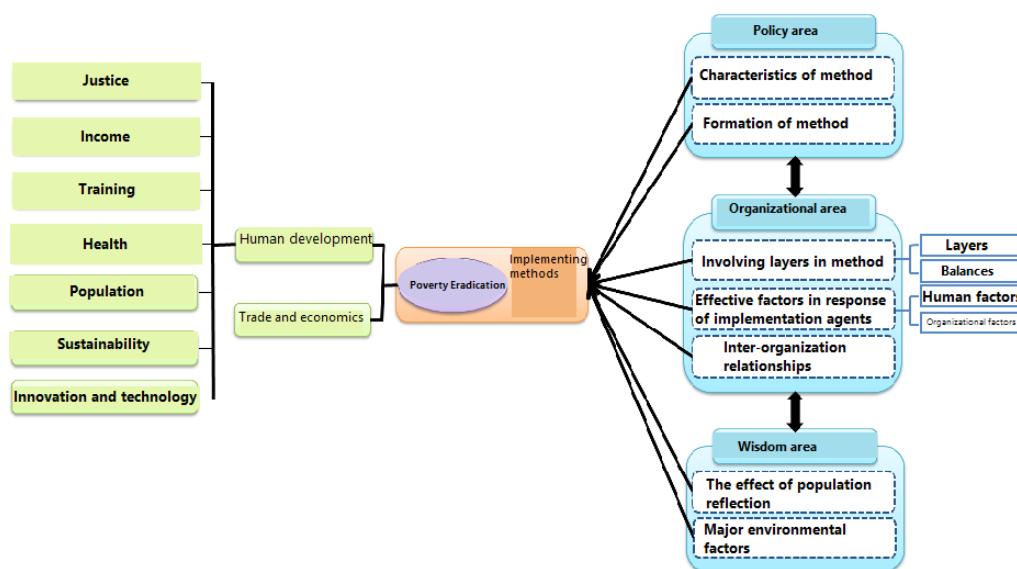 Justice
Income
Training
Health
Population
Sustainability
Innovation and technology
Human development
Trade and economics
Poverty Eradication
Implementing
methods
Policy area
Characteristics of method
Formation of method
Organizational area
Involving layers in method
Effective factors in response
of implementation agents
Inter-organization
relationships
Layers
Balances
Human factors
Organizational factors
Wisdom area
The effect of population
reflection
Major environmental
factors